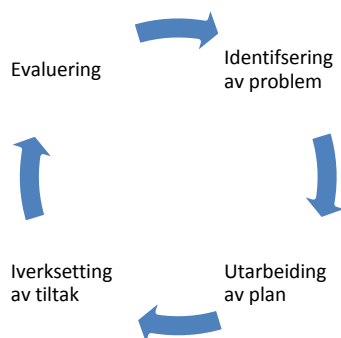 Evaluering
Identifsering
av problem
Iverksetting
av tiltak
Utarbeiding
av plan